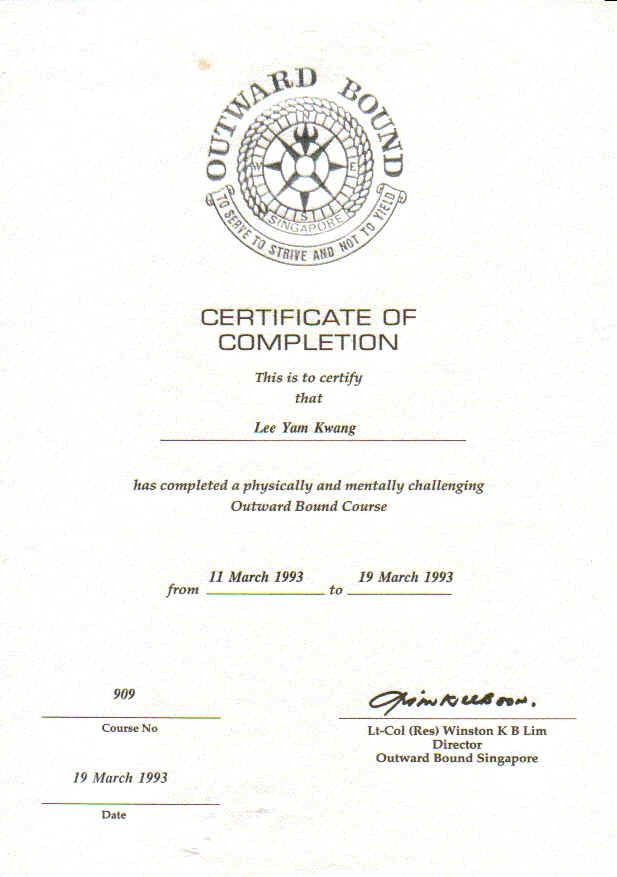 OUTWARD BOUND
N
W E
S
SINGAPORE
TO SERVE TO STRIVE AND NOT TO YIELD
CERTIFICATE OF
COMPLETION
This is to certify
that
Lee Yam Kwang
has completed a physically and mentally challenging
Outward Bound Course
11 March 1993 19 March 1993
from to
909
Course No
Lt-Col (Res) Winston K B Lim
Director
Outward Bound Singapore
19 March 1993
Date